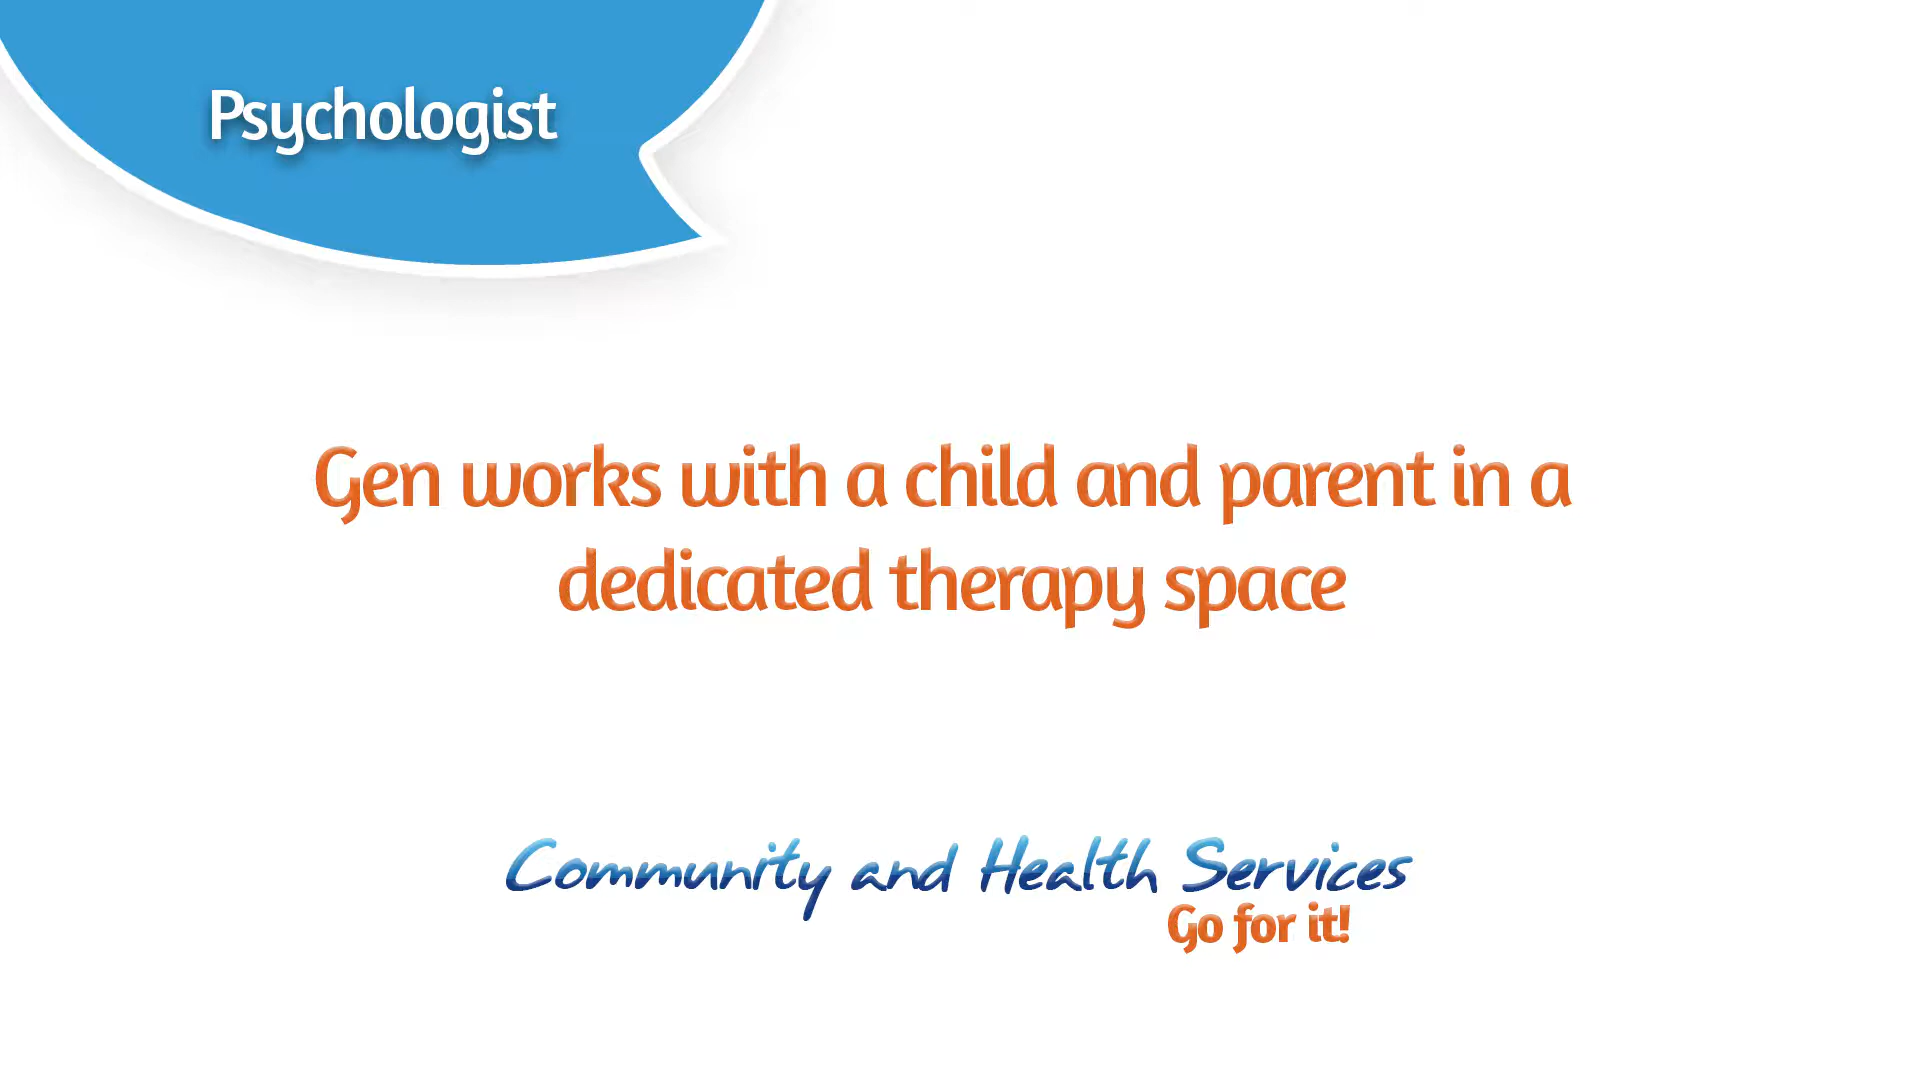 Psychologist
Gen works with a child and parent in a
dedicated therapy space
Community and Health Services
Go for it!